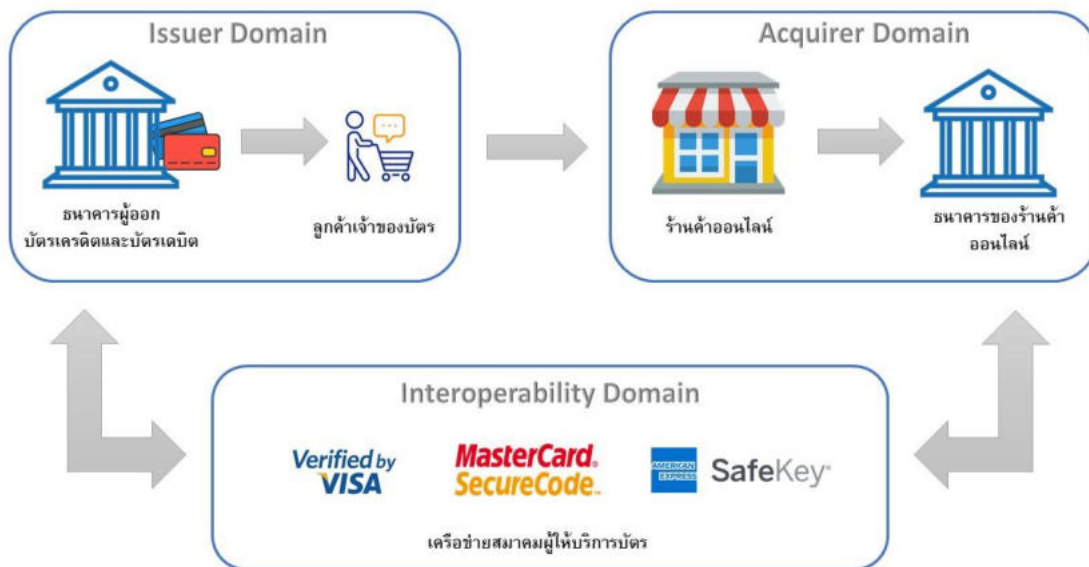 Issuer Domain
ธนาคารผู้ออก
บัตรเครดิตและบัตรเดบิต
ลูกค้าเจ้าของบัตร
Acquirer Domain
ร้านค้าออนไลน์
ธนาคารของร้านค้า
ออนไลน์
Interoperability Domain
Verified by
VISA
MasterCard®
SecureCode™
AMERICAN
EXPRESS
SafeKey®
เครือข่ายสมาคมผู้ให้บริการบัตร